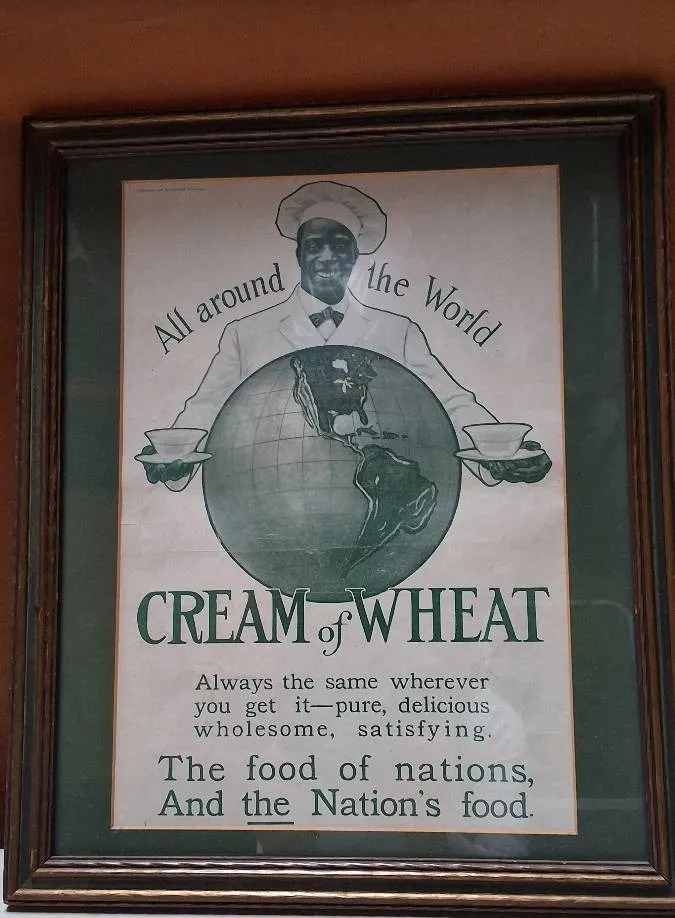 All around the World
CREAM of WHEAT
Always the same wherever
you get it—pure, delicious
wholesome, satisfying.
The food of nations,
And the Nation's food.